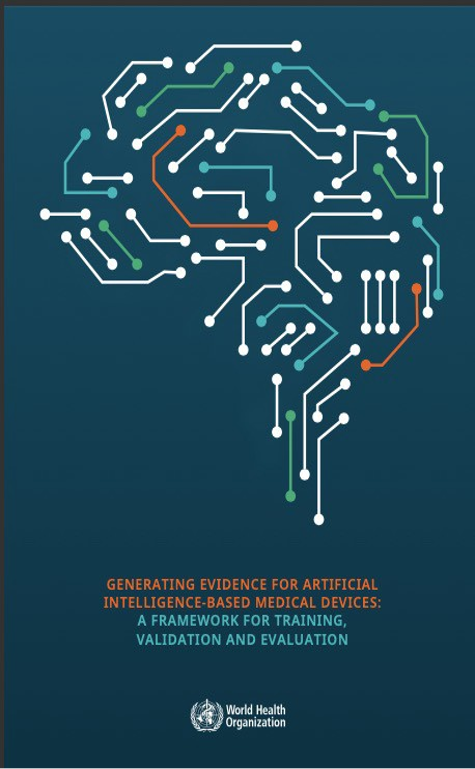 GENERATING EVIDENCE FOR ARTIFICIAL
INTELLIGENCE-BASED MEDICAL DEVICES:
A FRAMEWORK FOR TRAINING,
VALIDATION AND EVALUATION
World Health
Organization